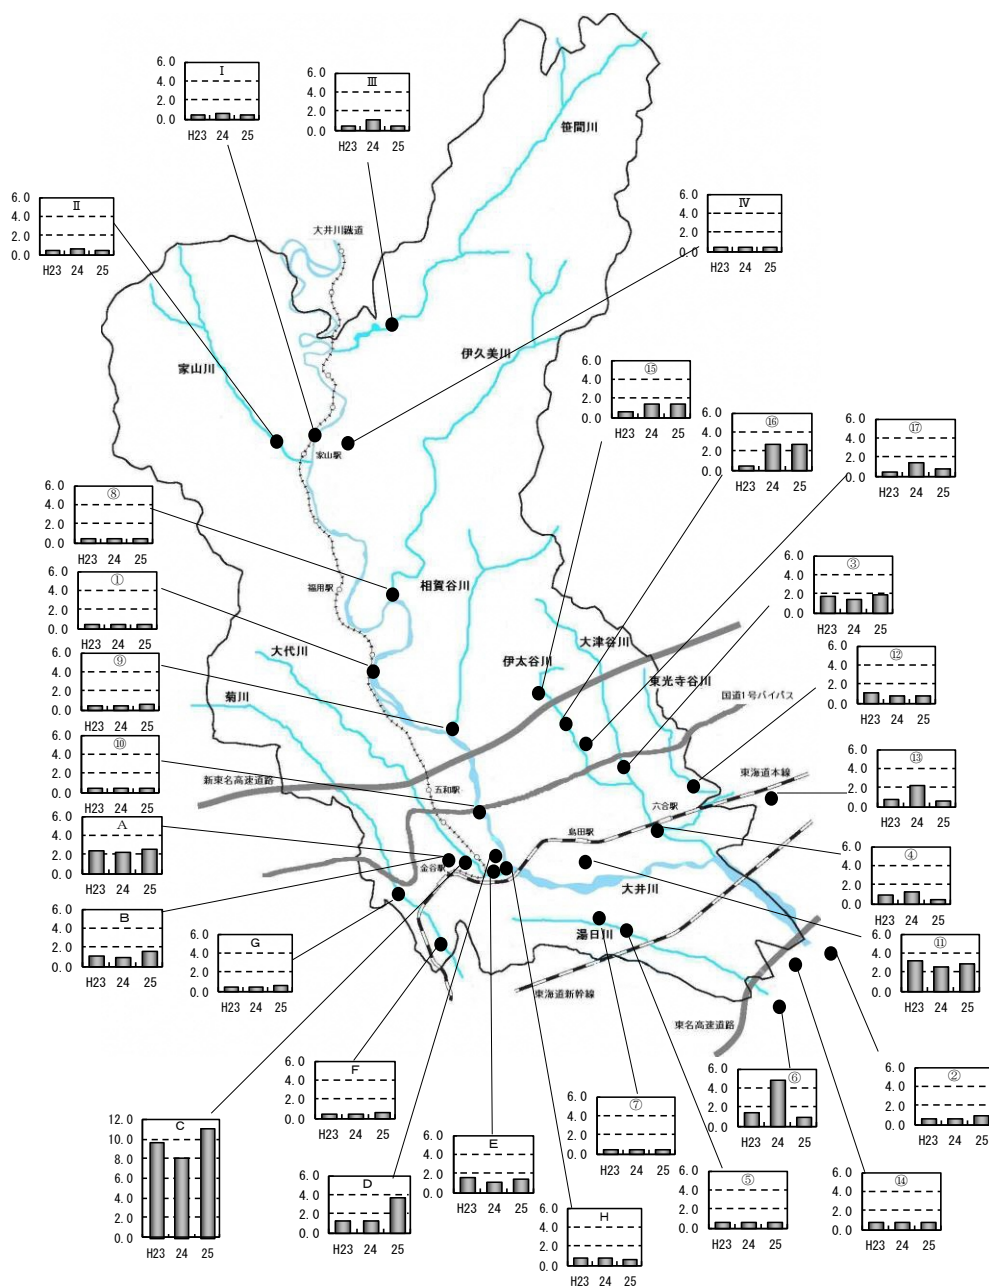 Ⅰ
6.0
4.0
2.0
0.0
H23 24 25
Ⅲ
6.0
4.0
2.0
0.0
H23 24 25
笹間川
Ⅱ
6.0
4.0
2.0
0.0
H23 24 25
大井川鐵道
Ⅳ
6.0
4.0
2.0
0.0
H23 24 25
家山川
伊久美川
家山駅
⑮
6.0
4.0
2.0
0.0
H23 24 25
⑯
6.0
4.0
2.0
0.0
H23 24 25
⑰
6.0
4.0
2.0
0.0
H23 24 25
⑧
6.0
4.0
2.0
0.0
H23 24 25
①
6.0
4.0
2.0
0.0
H23 24 25
福用駅
相賀谷川
③
6.0
4.0
2.0
0.0
H23 24 25
大代川
伊太谷川
大津谷川
東光寺谷川
国道1号バイパス
⑨
6.0
4.0
2.0
0.0
H23 24 25
菊川
⑫
6.0
4.0
2.0
0.0
H23 24 25
⑩
6.0
4.0
2.0
0.0
H23 24 25
新東名高速道路
五和駅
東海道本線
六合駅
島田駅
⑬
6.0
4.0
2.0
0.0
H23 24 25
A
6.0
4.0
2.0
0.0
H23 24 25
金谷駅
大井川
④
6.0
4.0
2.0
0.0
H23 24 25
B
6.0
4.0
2.0
0.0
H23 24 25
G
6.0
4.0
2.0
0.0
H23 24 25
湯日川
⑪
6.0
4.0
2.0
0.0
H23 24 25
東海道新幹線
東名高速道路
F
6.0
4.0
2.0
0.0
H23 24 25
⑥
6.0
4.0
2.0
0.0
H23 24 25
②
6.0
4.0
2.0
0.0
H23 24 25
C
12.0
10.0
8.0
6.0
4.0
2.0
0.0
H23 24 25
D
6.0
4.0
2.0
0.0
H23 24 25
E
6.0
4.0
2.0
0.0
H23 24 25
⑦
6.0
4.0
2.0
0.0
H23 24 25
H
6.0
4.0
2.0
0.0
H23 24 25
⑤
6.0
4.0
2.0
0.0
H23 24 25
⑭
6.0
4.0
2.0
0.0
H23 24 25